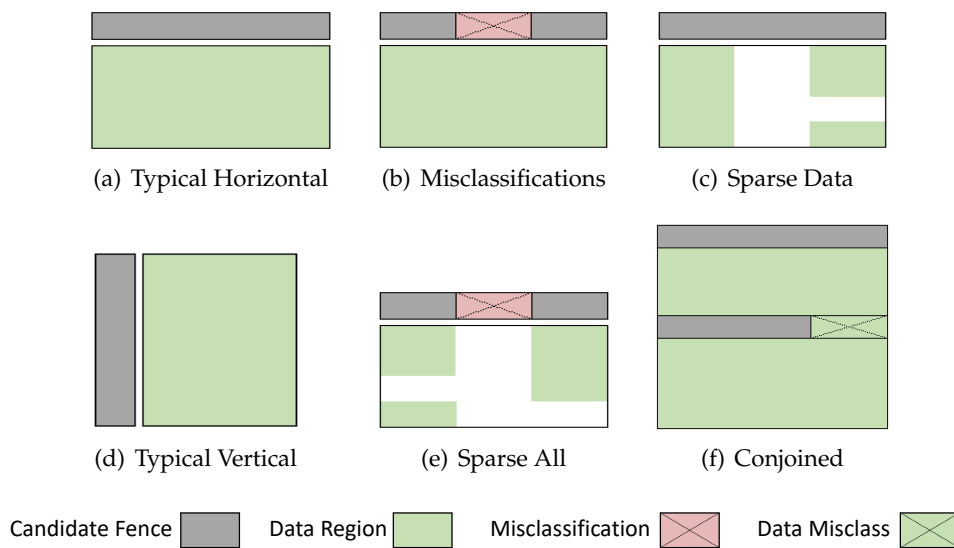 (a) Typical Horizontal
(b) Misclassifications
(c) Sparse Data
(d) Typical Vertical
(e) Sparse All
(f) Conjoined
Candidate Fence
Data Region
Misclassification
Data Misclass